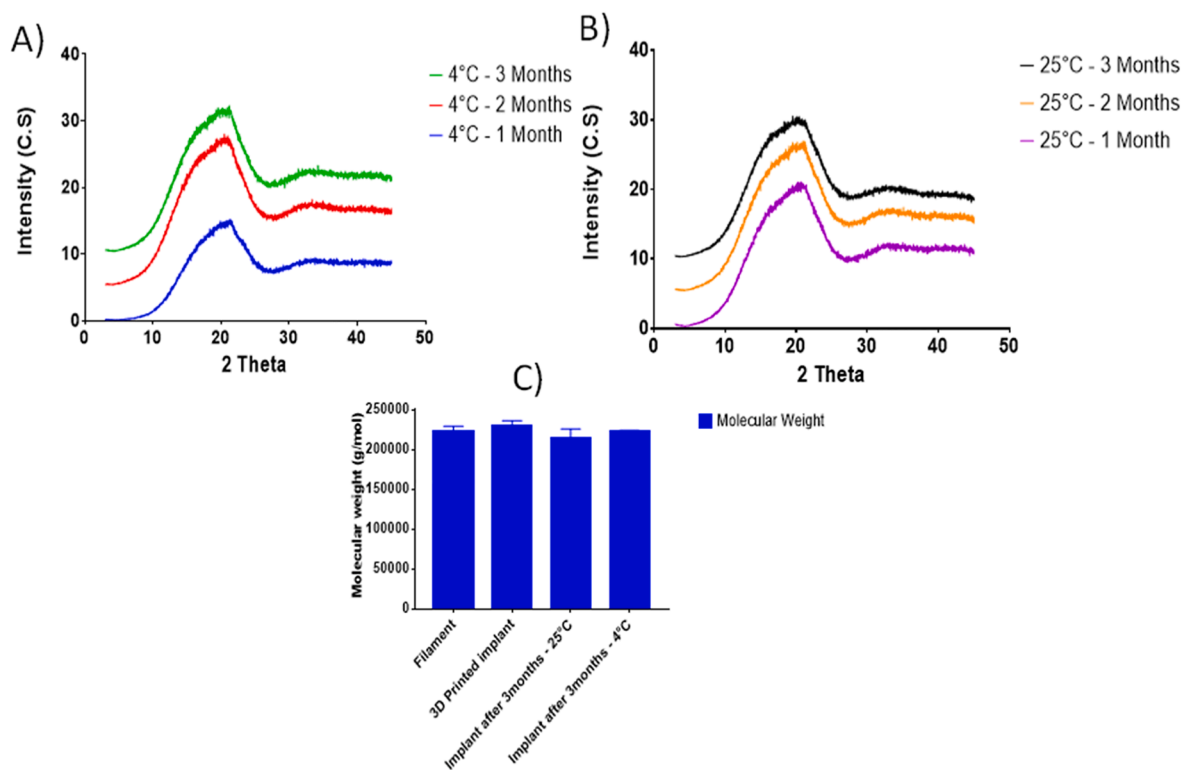 A)
40
30
20
10
0
Intensity (C.S)
0 10 20 30 40 50
2 Theta
4°C - 3 Months
4°C - 2 Months
4°C - 1 Month
B)
40
30
20
10
0
Intensity (C.S)
0 10 20 30 40 50
2 Theta
25°C - 3 Months
25°C - 2 Months
25°C - 1 Month
C)
250000
200000
150000
100000
50000
0
Molecular weight (g/mol)
Filament
3D Printed implant
Implant after 3months - 25°C
Implant after 3months - 4°C
Molecular Weight